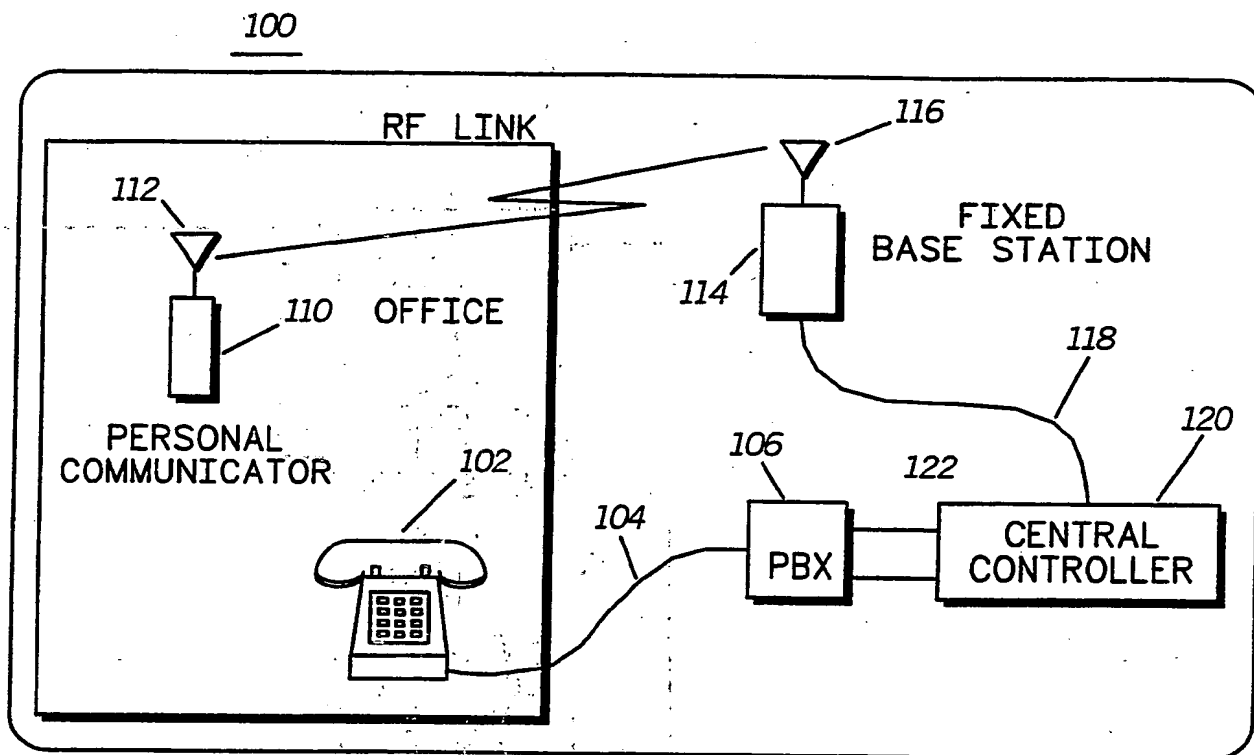 100
RF LINK
116
112
FIXED
BASE STATION
114
110
OFFICE
118
PERSONAL
COMMUNICATOR
102
106
122
120
104
PBX
CENTRAL
CONTROLLER